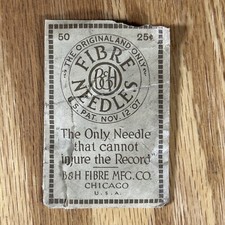 50 25¢
THE ORIGINAL AND ONLY
FIBRE
B&H
NEEDLES
U.S. PAT. NOV. 12 07
"The Only Needle
that cannot
Injure the Record"
B&H FIBRE MFG. CO.
CHICAGO
U.S.A.